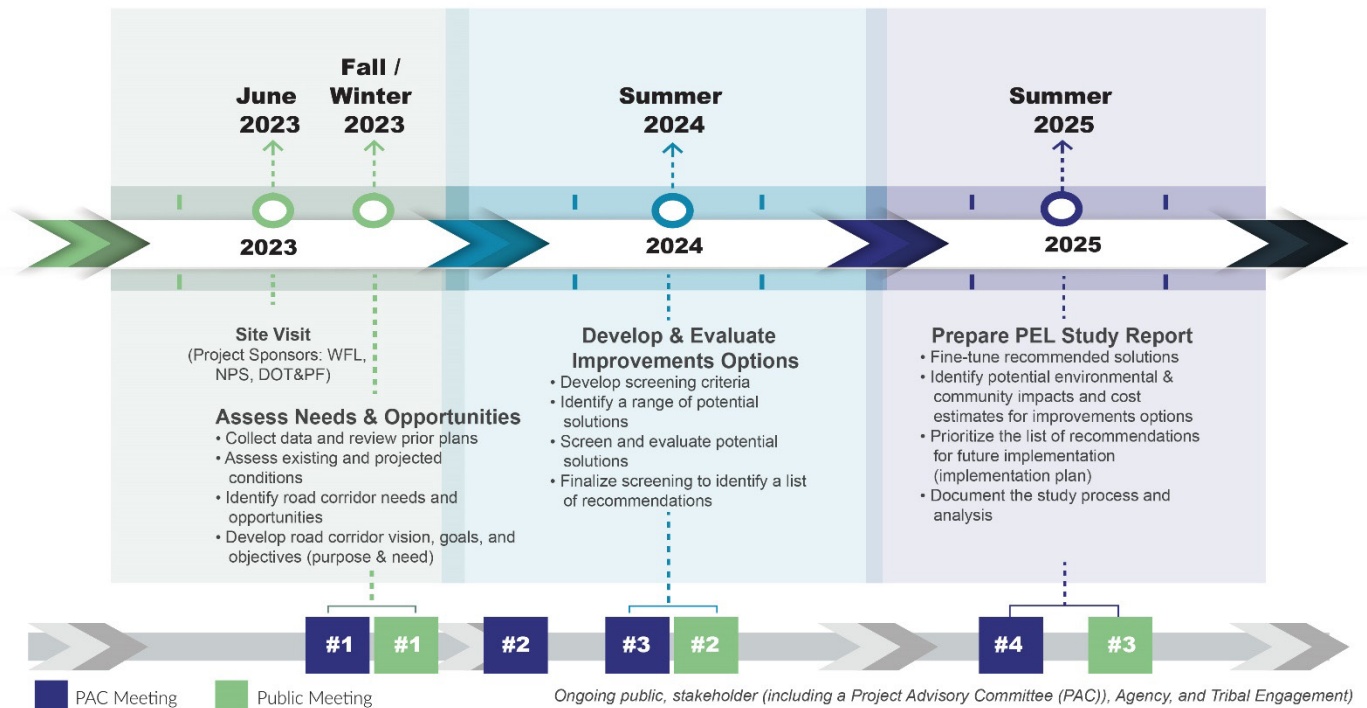 June
2023
Fall /
Winter
2023
Summer
2024
Summer
2025
2023
2024
2025
Site Visit
(Project Sponsors: WFL,
NPS, DOT&PF)
Assess Needs & Opportunities
• Collect data and review prior plans
• Assess existing and projected
conditions
• Identify road corridor needs and
opportunities
• Develop road corridor vision, goals, and
objectives (purpose & need)
Develop & Evaluate
Improvements Options
• Develop screening criteria
• Identify a range of potential
solutions
• Screen and evaluate potential
solutions
• Finalize screening to identify a list
of recommendations
Prepare PEL Study Report
• Fine-tune recommended solutions
• Identify potential environmental &
community impacts and cost
estimates for improvements options
• Prioritize the list of recommendations
for future implementation
(implementation plan)
• Document the study process and
analysis
#1
#1
#2
#3
#2
#4
#3
PAC Meeting
Public Meeting
Ongoing public, stakeholder (including a Project Advisory Committee (PAC)), Agency, and Tribal Engagement)